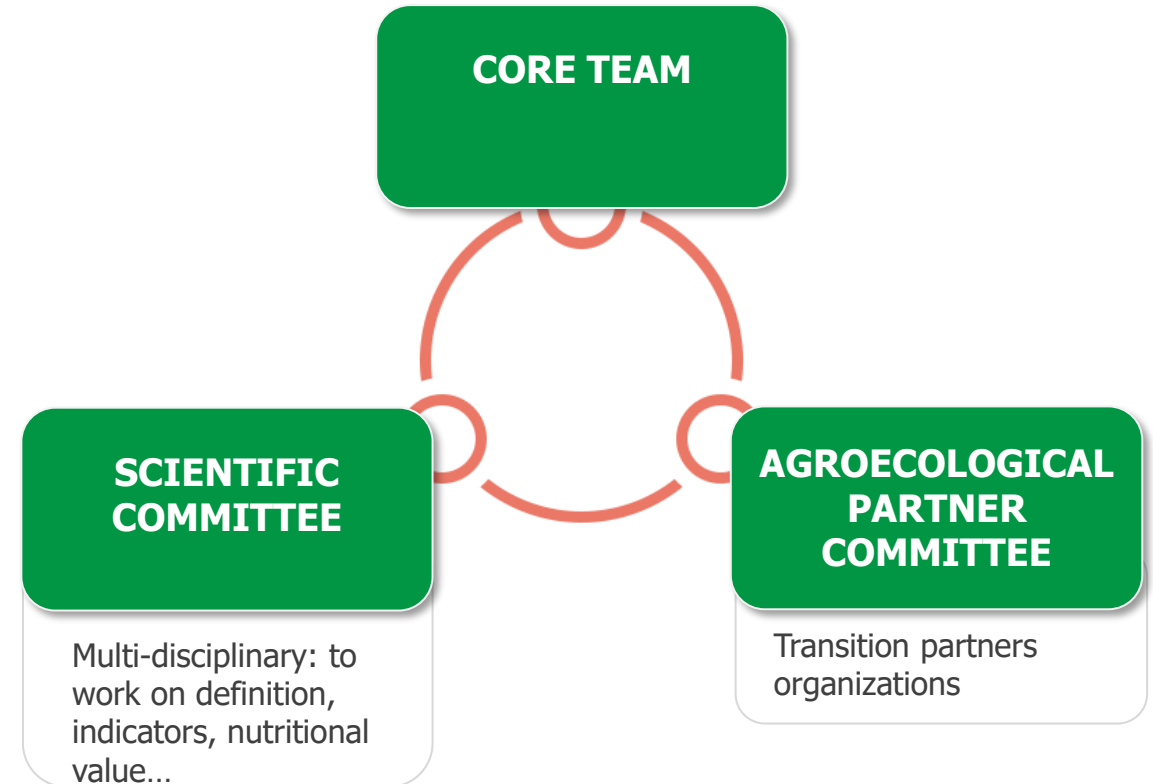 CORE TEAM
SCIENTIFIC
COMMITTEE
Multi-disciplinary: to
work on definition,
indicators, nutritional
value…
AGROECOLOGICAL
PARTNER
COMMITTEE
Transition partners
organizations